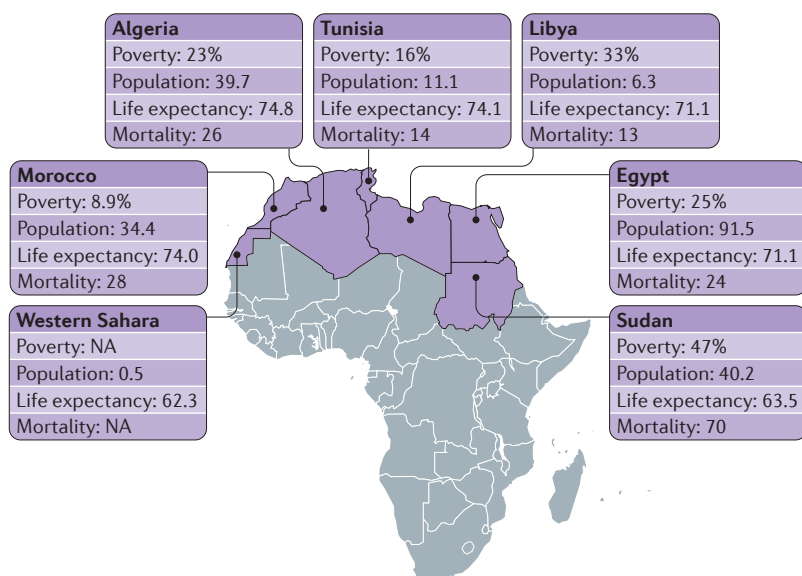 Algeria
Poverty: 23%
Population: 39.7
Life expectancy: 74.8
Mortality: 26
Tunisia
Poverty: 16%
Population: 11.1
Life expectancy: 74.1
Mortality: 14
Libya
Poverty: 33%
Population: 6.3
Life expectancy: 71.1
Mortality: 13
Morocco
Poverty: 8.9%
Population: 34.4
Life expectancy: 74.0
Mortality: 28
Egypt
Poverty: 25%
Population: 91.5
Life expectancy: 71.1
Mortality: 24
Western Sahara
Poverty: NA
Population: 0.5
Life expectancy: 62.3
Mortality: NA
Sudan
Poverty: 47%
Population: 40.2
Life expectancy: 63.5
Mortality: 70